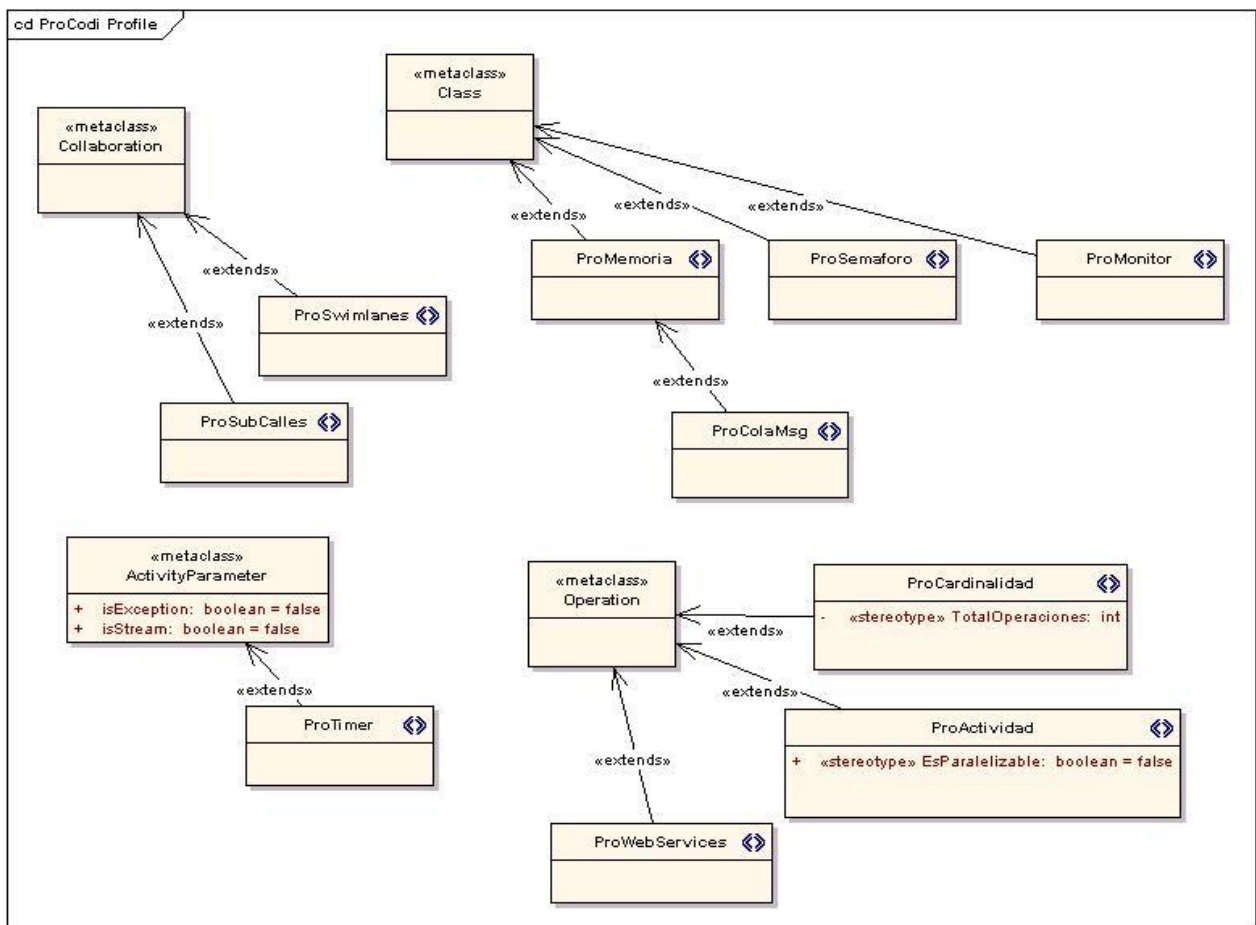 cd ProCodi Profile
«metaclass»
Class
«metaclass»
Collaboration
«extends»
«extends»
«extends»
ProMemoria
ProSemaforo
ProMonitor
«extends»
ProSwimlanes
«extends»
«extends»
ProSubCalles
ProColaMsg
«metaclass»
ActivityParameter
+ isException: boolean = false
+ isStream: boolean = false
«extends»
ProTimer
«metaclass»
Operation
ProCardinalidad
- «stereotype» TotalOperaciones: int
«extends»
«extends»
ProActividad
+ «stereotype» EsParalelizable: boolean = false
«extends»
ProWebServices